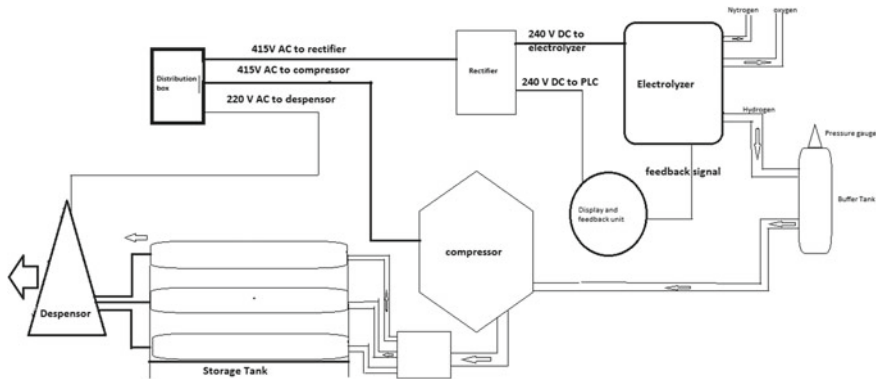 Nytrogen
oxygen
415V AC to rectifier
240 V DC to
electrolyzer
Distribution
box
415V AC to compressor
Rectifier
240 V DC to PLC
Electrolyzer
220 V AC to despensor
Hydrogen
Pressure gauge
feedback signal
Buffer Tank
Display and
feedback unit
compressor
Despensor
Storage Tank